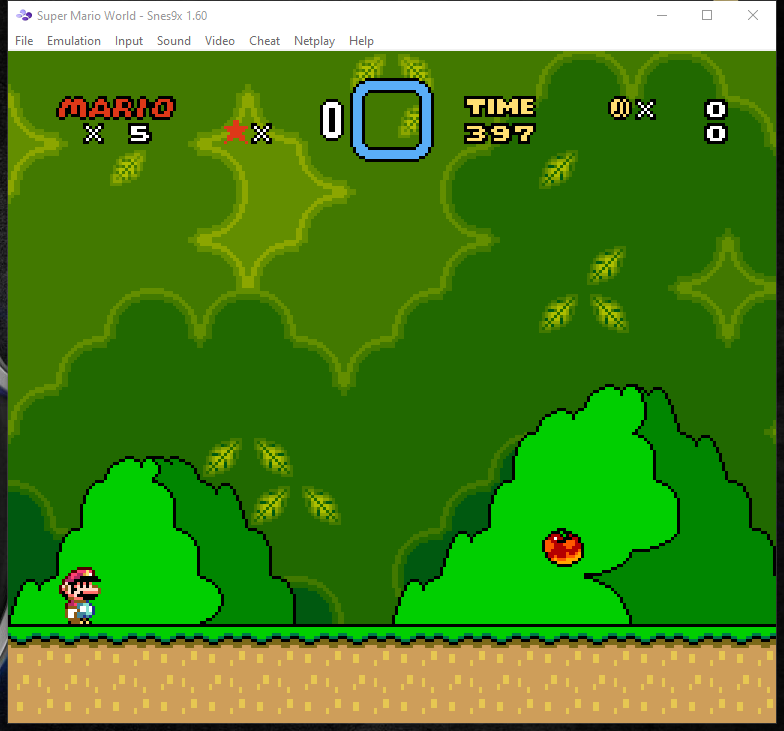 Super Mario World - Snes9x 1.60
File Emulation Input Sound Video Cheat Netplay Help
MARIO TIME x 0
x 5 ★x 0 397 0